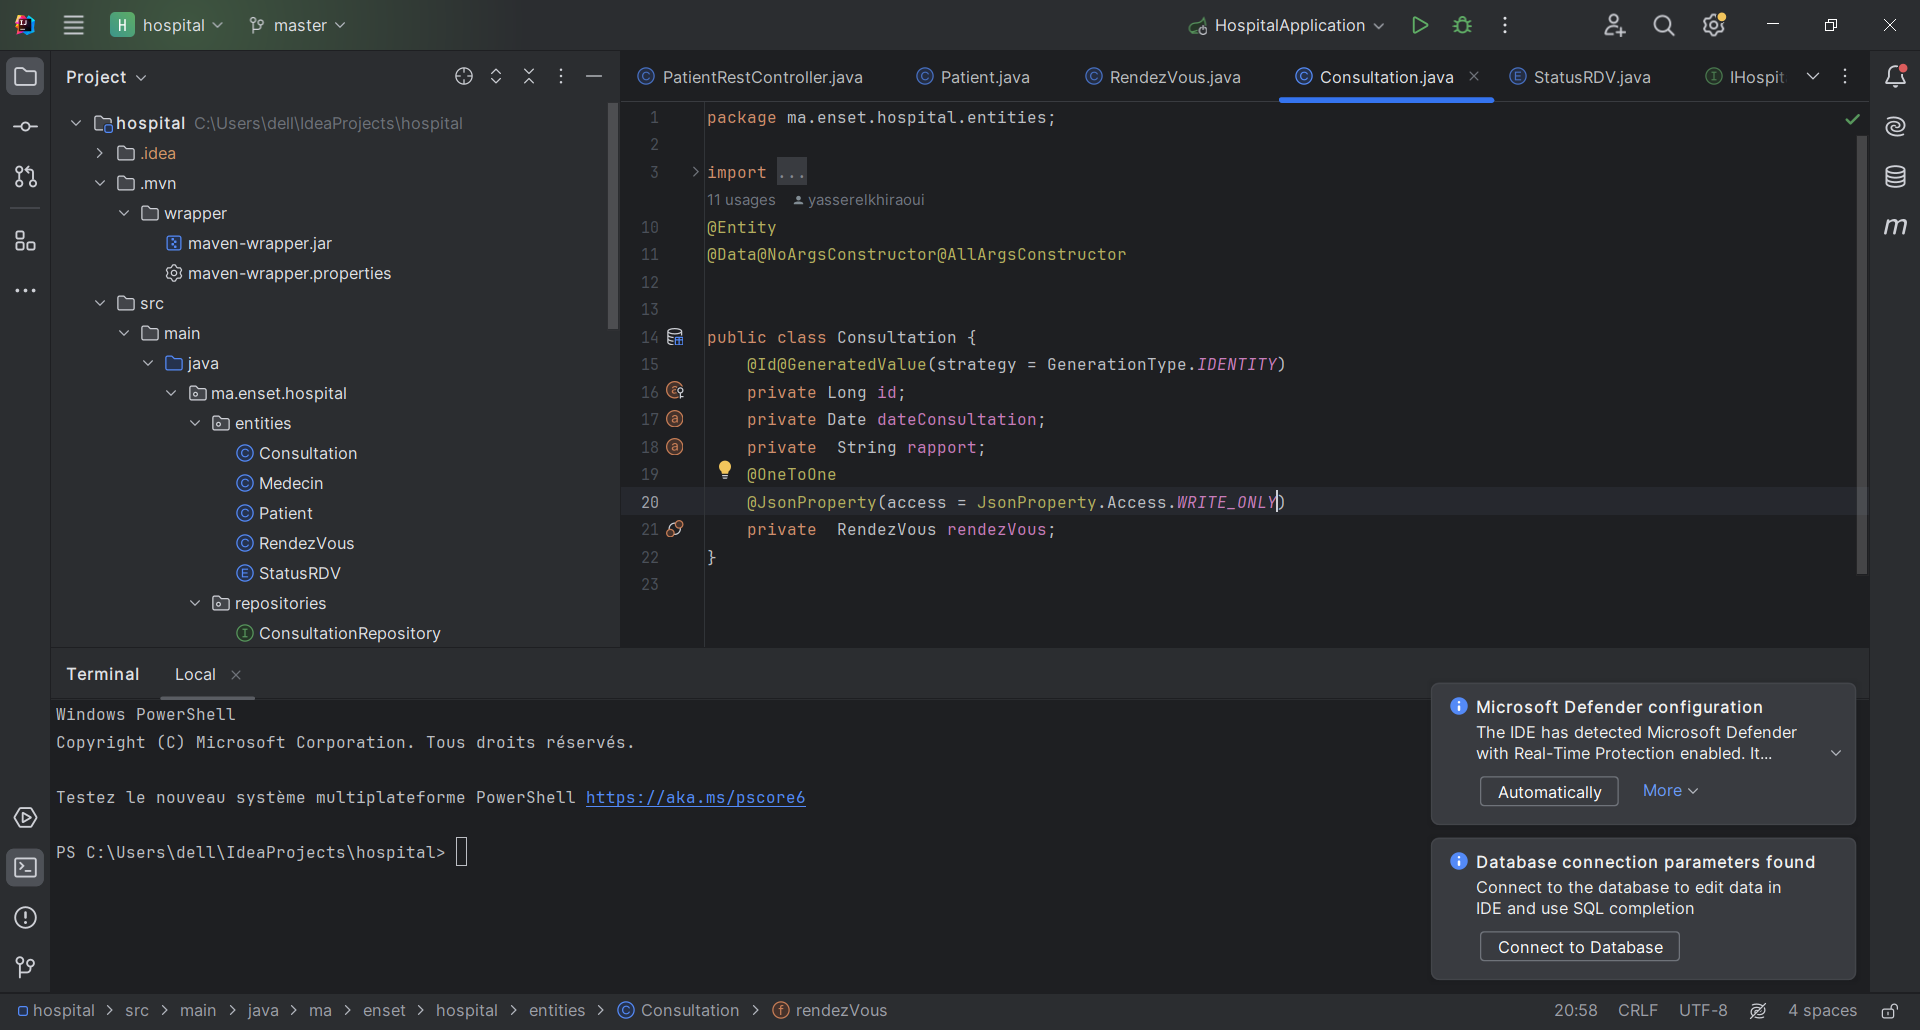 H hospital master HospitalApplication
Project
PatientRestController.java Patient.java RendezVous.java Consultation.java StatusRDV.java IHospit
hospital C:\Users\dell\IdeaProjects\hospital
.idea
.mvn
wrapper
maven-wrapper.jar
maven-wrapper.properties
src
main
java
ma.enset.hospital
entities
Consultation
Medecin
Patient
RendezVous
StatusRDV
repositories
ConsultationRepository
1 package ma.enset.hospital.entities;
2
3 import ...
11 usages yasserelkhiraoui
10 @Entity
11 @Data@NoArgsConstructor@AllArgsConstructor
12
13
14 public class Consultation {
15     @Id@GeneratedValue(strategy = GenerationType.IDENTITY)
16     private Long id;
17     private Date dateConsultation;
18     private  String rapport;
19     @OneToOne
20     @JsonProperty(access = JsonProperty.Access.WRITE_ONLY)
21     private  RendezVous rendezVous;
22 }
23
Terminal Local
Windows PowerShell
Copyright (C) Microsoft Corporation. Tous droits réservés.
Testez le nouveau système multiplateforme PowerShell https://aka.ms/pscore6
PS C:\Users\dell\IdeaProjects\hospital>
Microsoft Defender configuration
The IDE has detected Microsoft Defender
with Real-Time Protection enabled. It...
Automatically More
Database connection parameters found
Connect to the database to edit data in
IDE and use SQL completion
Connect to Database
hospital > src > main > java > ma > enset > hospital > entities > Consultation > rendezVous 20:58 CRLF UTF-8 4 spaces